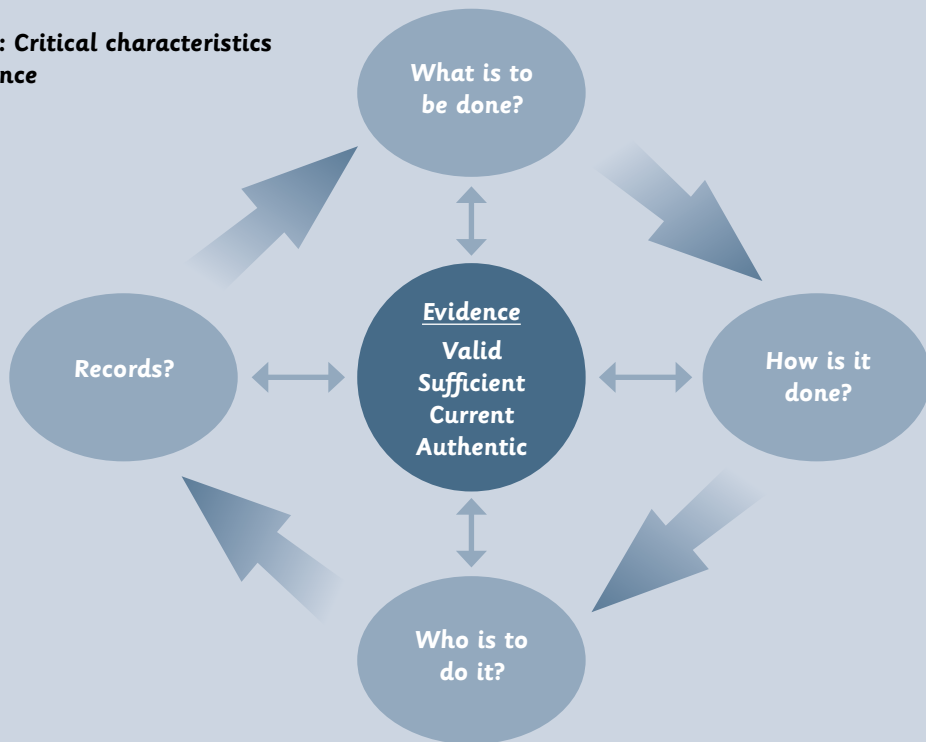 : Critical characteristics
nce
What is to
be done?
Evidence
Valid
Sufficient
Current
Authentic
Records?
How is it
done?
Who is to
do it?